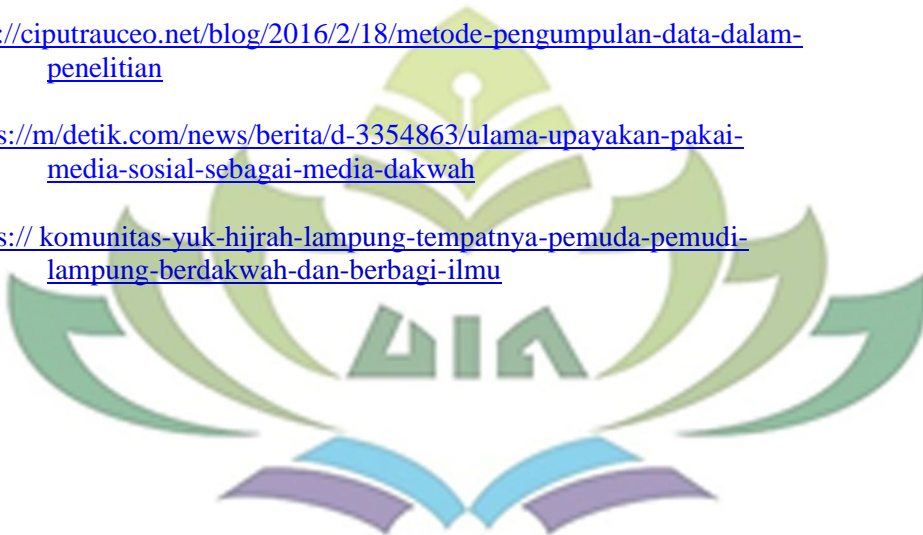 ://ciputrauceo.net/blog/2016/2/18/metode-pengumpulan-data-dalam-
penelitian
s://m/detik.com/news/berita/d-3354863/ulama-upayakan-pakai-
media-sosial-sebagai-media-dakwah
s:// komunitas-yuk-hijrah-lampung-tempatnya-pemuda-pemudi-
lampung-berdakwah-dan-berbagi-ilmu
UIN